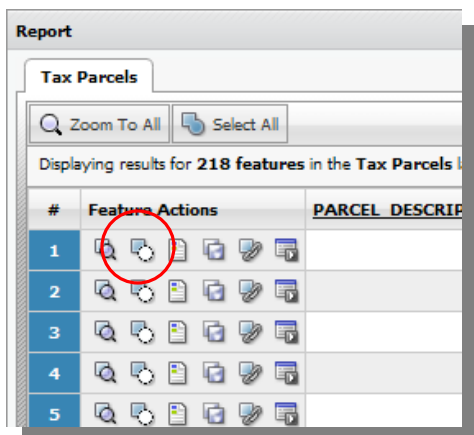 Report
Tax Parcels
Zoom To All Select All
Displaying results for 218 features in the Tax Parcels
# Feature Actions PARCEL_DESCRIP
1
2
3
4
5